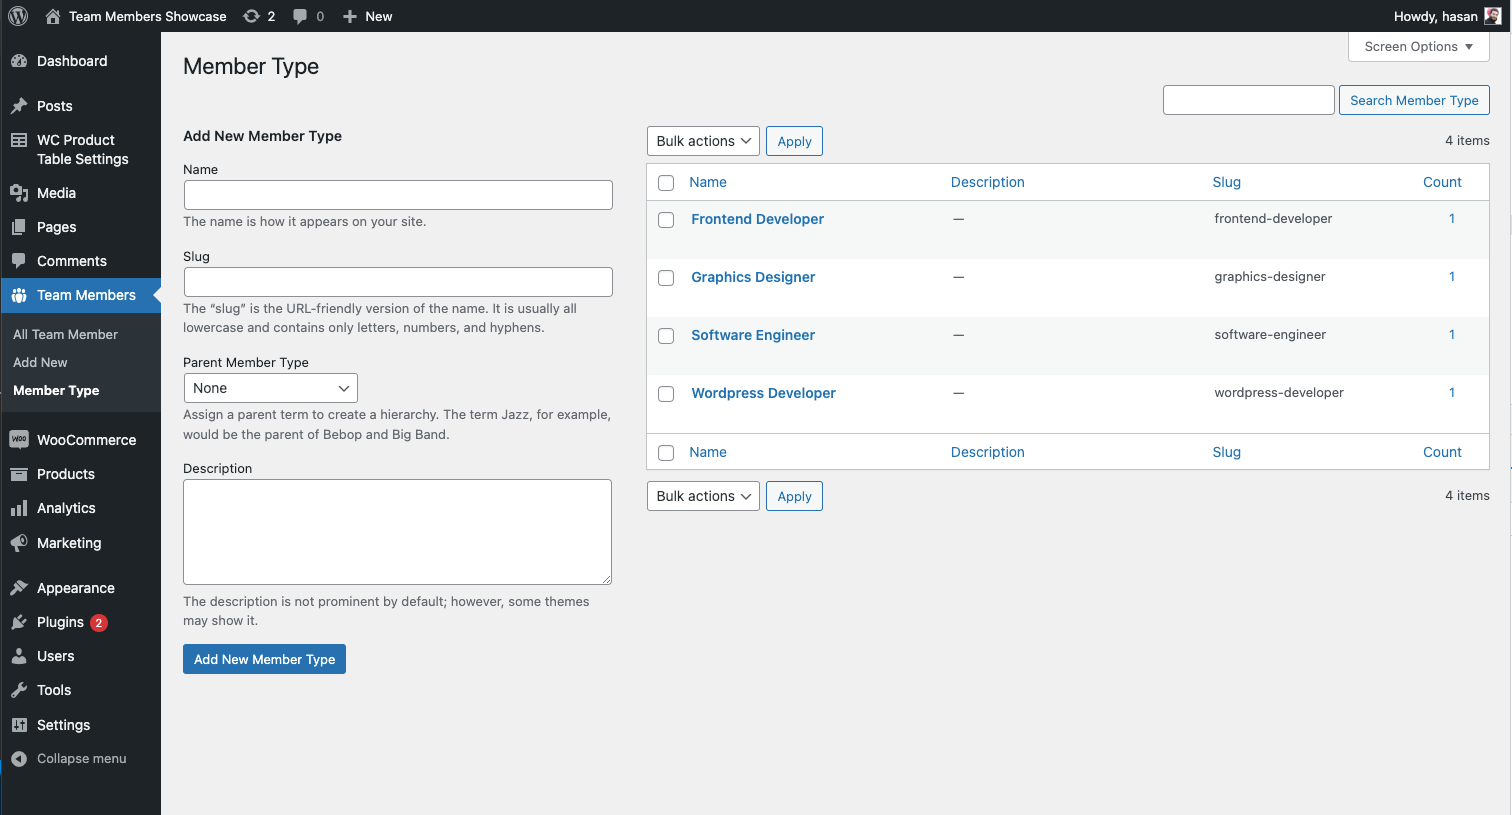 Team Members Showcase 2 0 New Howdy, hasan
Screen Options
Dashboard
Posts
WC Product
Table Settings
Media
Pages
Comments
Team Members
All Team Member
Add New
Member Type
WOO WooCommerce
Products
Analytics
Marketing
Appearance
Plugins 2
Users
Tools
Settings
Collapse menu
Member Type
Search Member Type
Add New Member Type
Name
The name is how it appears on your site.
Slug
The “slug” is the URL-friendly version of the name. It is usually all
lowercase and contains only letters, numbers, and hyphens.
Parent Member Type
None
Assign a parent term to create a hierarchy. The term Jazz, for example,
would be the parent of Bebop and Big Band.
Description
The description is not prominent by default; however, some themes
may show it.
Add New Member Type
Bulk actions Apply 4 items
Name Description Slug Count
Frontend Developer — frontend-developer 1
Graphics Designer — graphics-designer 1
Software Engineer — software-engineer 1
Wordpress Developer — wordpress-developer 1
Name Description Slug Count
Bulk actions Apply 4 items